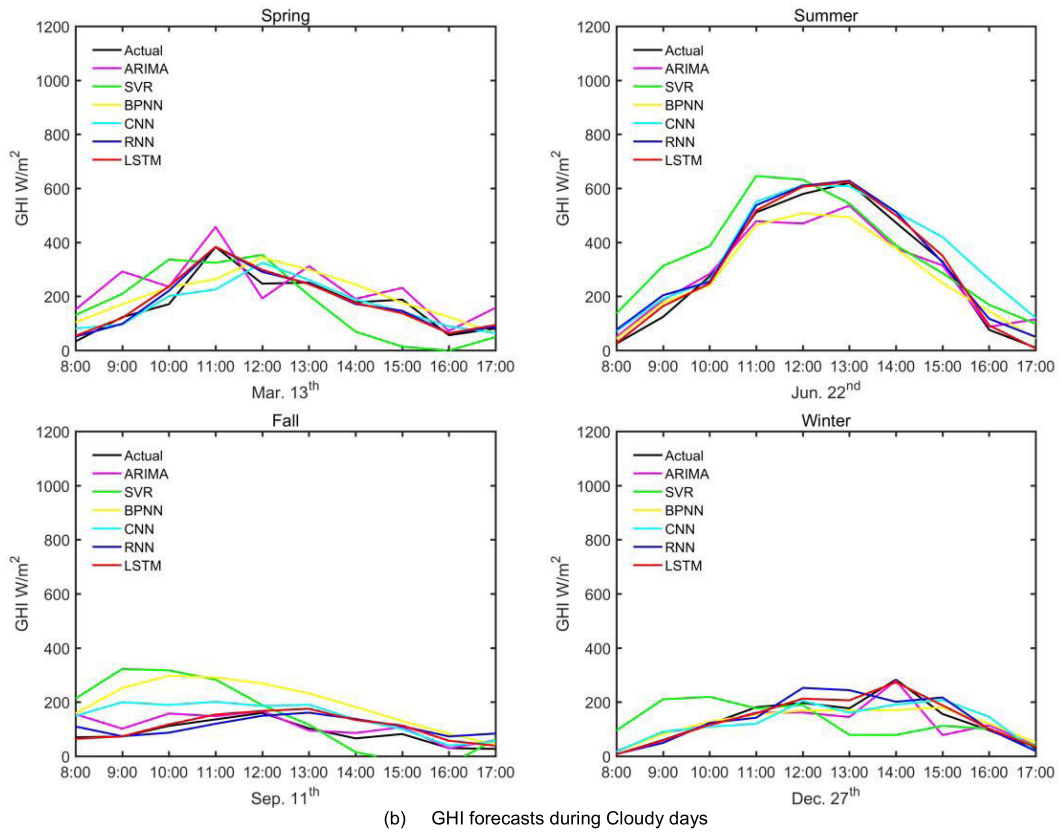 Spring
1200
1000
800
600
400
200
0
GHI W/m²
Actual
ARIMA
SVR
BPNN
CNN
RNN
LSTM
8:00 9:00 10:00 11:00 12:00 13:00 14:00 15:00 16:00 17:00
Mar. 13th
Summer
1200
1000
800
600
400
200
0
GHI W/m²
Actual
ARIMA
SVR
BPNN
CNN
RNN
LSTM
8:00 9:00 10:00 11:00 12:00 13:00 14:00 15:00 16:00 17:00
Jun. 22nd
Fall
1200
1000
800
600
400
200
0
GHI W/m²
Actual
ARIMA
SVR
BPNN
CNN
RNN
LSTM
8:00 9:00 10:00 11:00 12:00 13:00 14:00 15:00 16:00 17:00
Sep. 11th
Winter
1200
1000
800
600
400
200
0
GHI W/m²
Actual
ARIMA
SVR
BPNN
CNN
RNN
LSTM
8:00 9:00 10:00 11:00 12:00 13:00 14:00 15:00 16:00 17:00
Dec. 27th
(b) GHI forecasts during Cloudy days